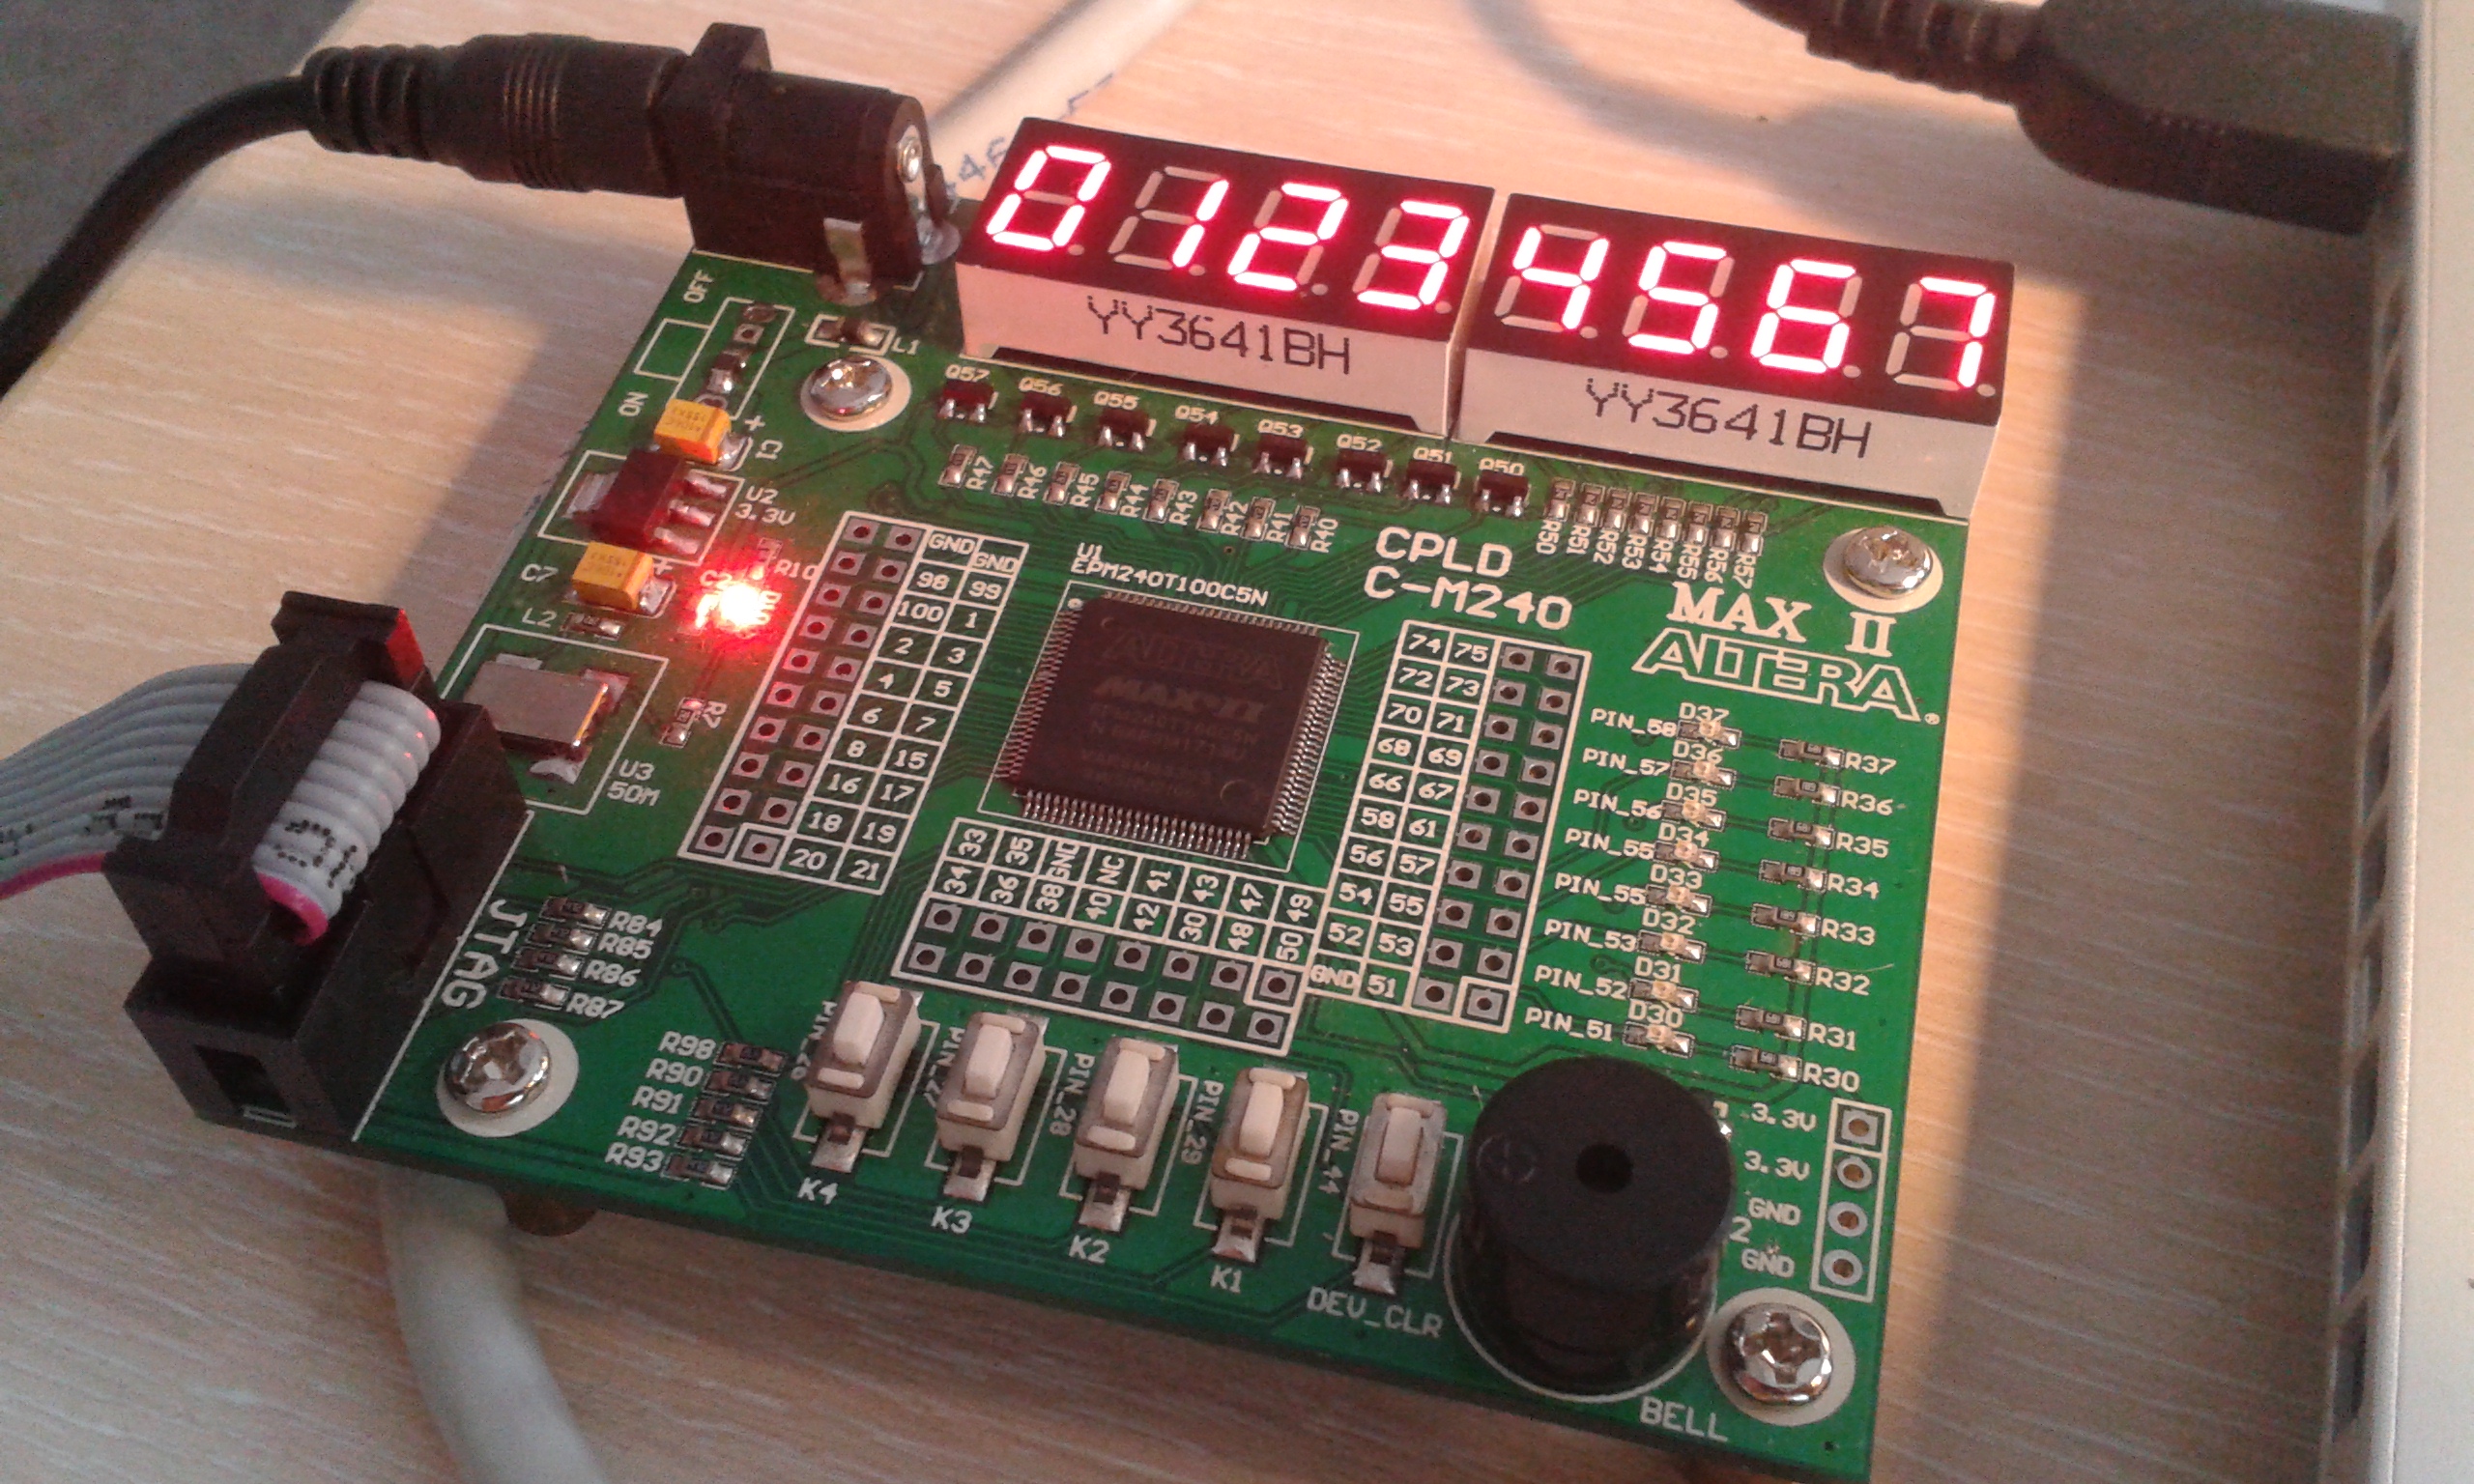 01234567
YY3641BH
YY3641BH
OFF
ON
L1
C1
Q57
Q56
Q55
Q54
Q53
Q52
Q51
Q50
R47
R46
R45
R44
R43
R42
R41
R40
R50
R51
R52
R53
R54
R55
R56
R57
U2
3.3V
C7
L2
R10
R7
U3
50M
U1
EPM240T100C5N
CPLD
C-M240
MAX II
ALTERA®
ALTERA
MAX II
GND GND
98 99
100 1
2 3
4 5
6 7
8 15
16 17
18 19
20 21
74 75
72 73
70 71
68 69
66 67
58 61
56 57
54 55
52 53
GND 51
33 35 GND NC 41 43 47 49
34 36 38 40 42 30 48 50
PIN_58 D37 R37
PIN_57 D36 R36
PIN_56 D35 R35
PIN_55 D34 R34
PIN_55 D33 R33
PIN_53 D32 R32
PIN_52 D31 R31
PIN_51 D30 R30
JTAG
R84
R85
R86
R87
R98
R90
R91
R92
R93
PIN_28
PIN_29
PIN_44
K4
K3
K2
K1
DEV_CLR
3.3V
3.3V
GND
GND
2
BELL